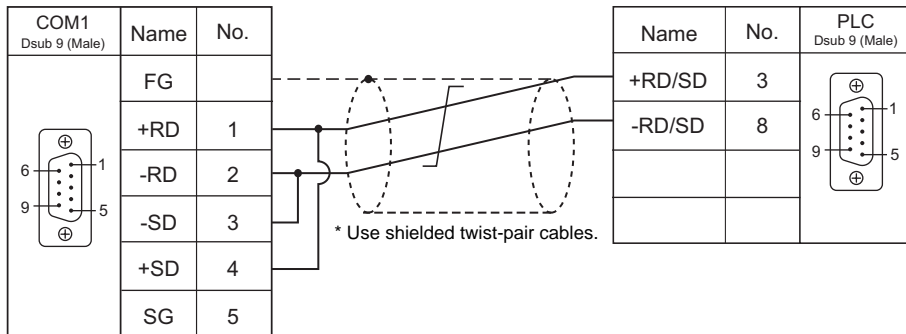 COM1
Dsub 9 (Male)
Name No.
FG
+RD 1
-RD 2
-SD 3
+SD 4
SG 5
6 1
9 5
* Use shielded twist-pair cables.
Name No.
PLC
Dsub 9 (Male)
+RD/SD 3
-RD/SD 8
6 1
9 5